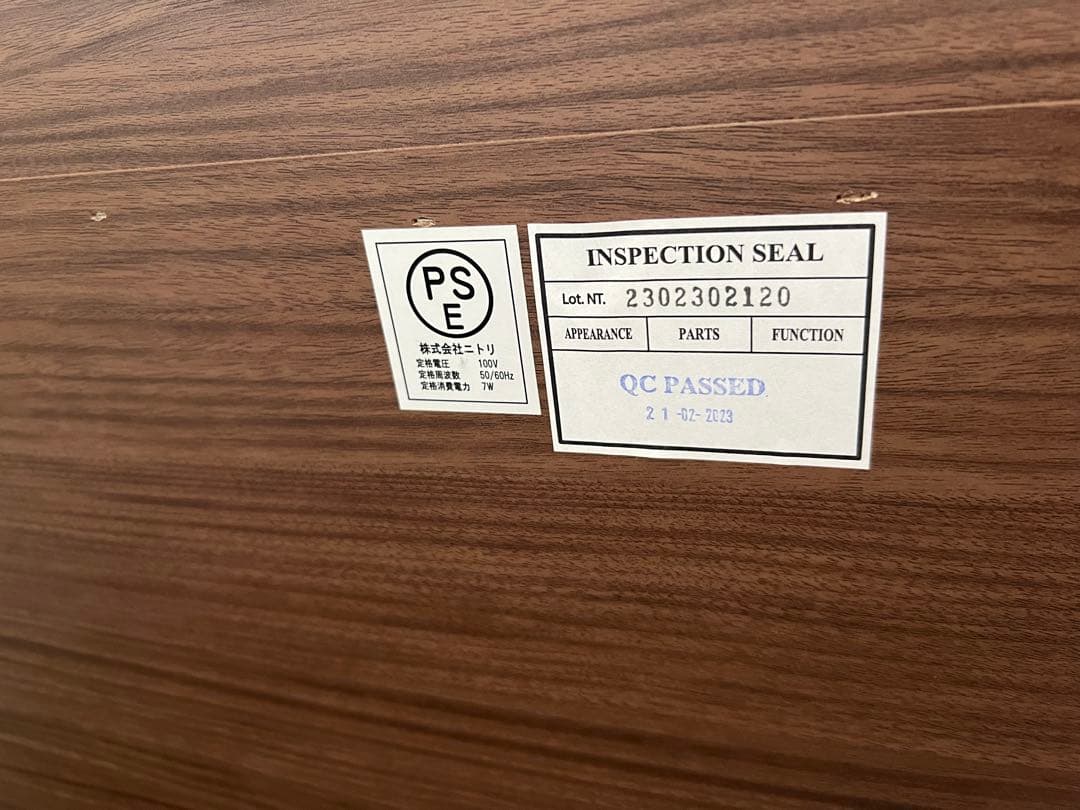 PS
E
株式会社ニトリ
定格電圧 100V
定格周波数 50/60Hz
定格消費電力 7W
INSPECTION SEAL
Lot. NT. 2302302120
APPEARANCE PARTS FUNCTION
QC PASSED
21-02-2023